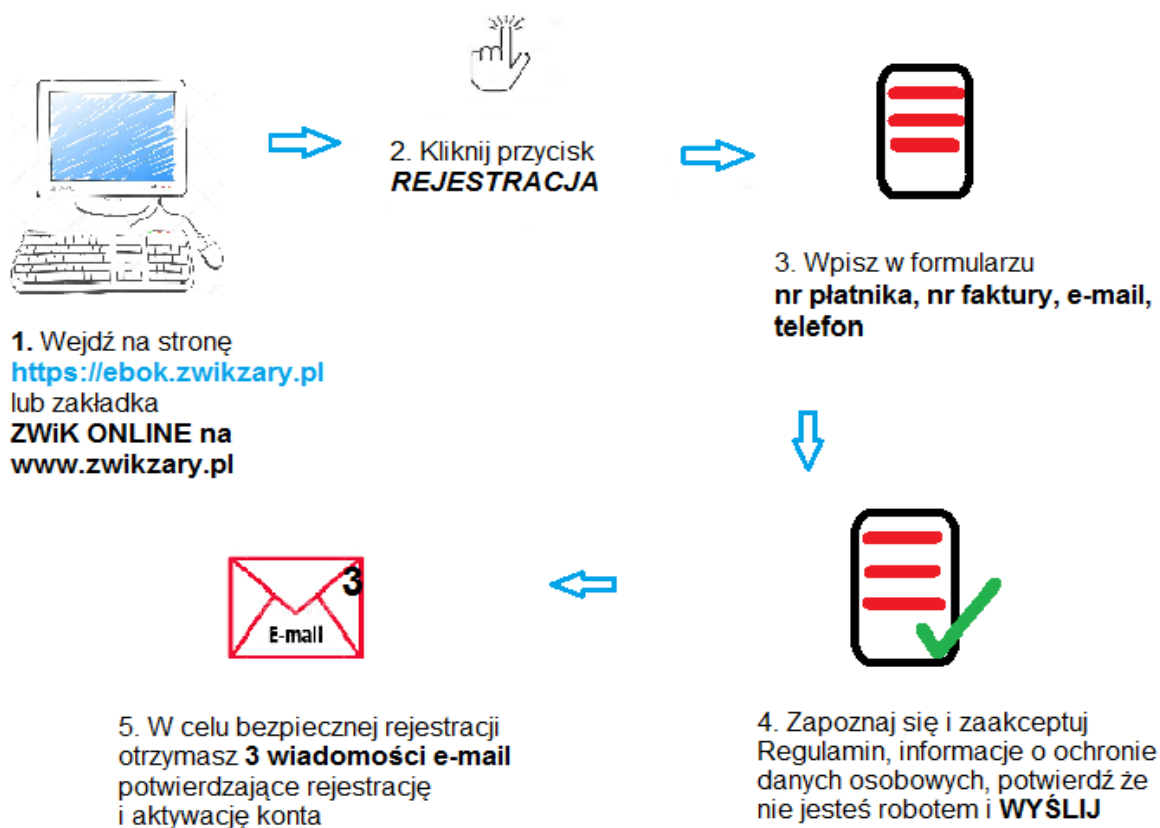 1. Wejdź na stronę
https://ebok.zwikzary.pl
lub zakładka
ZWiK ONLINE na
www.zwikzary.pl
2. Kliknij przycisk
REJESTRACJA
3. Wpisz w formularzu
nr płatnika, nr faktury, e-mail,
telefon
4. Zapoznaj się i zaakceptuj
Regulamin, informacje o ochronie
danych osobowych, potwierdź że
nie jesteś robotem i WYŚLIJ
3
E-mail
5. W celu bezpiecznej rejestracji
otrzymasz 3 wiadomości e-mail
potwierdzające rejestrację
i aktywację konta